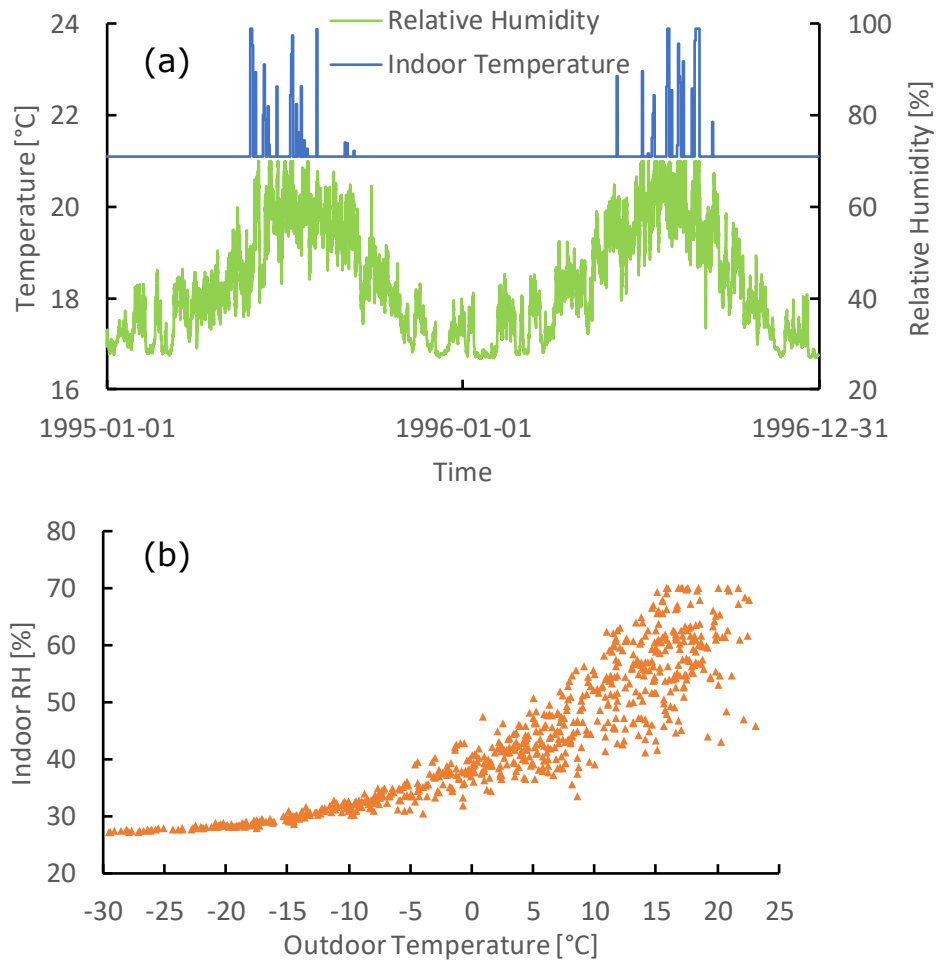 Relative Humidity
Indoor Temperature
(a)
Temperature [°C]
24
22
20
18
16
Relative Humidity [%]
100
80
60
40
20
1995-01-01 1996-01-01 1996-12-31
Time
(b)
Indoor RH [%]
80
70
60
50
40
30
20
-30 -25 -20 -15 -10 -5 0 5 10 15 20 25
Outdoor Temperature [°C]